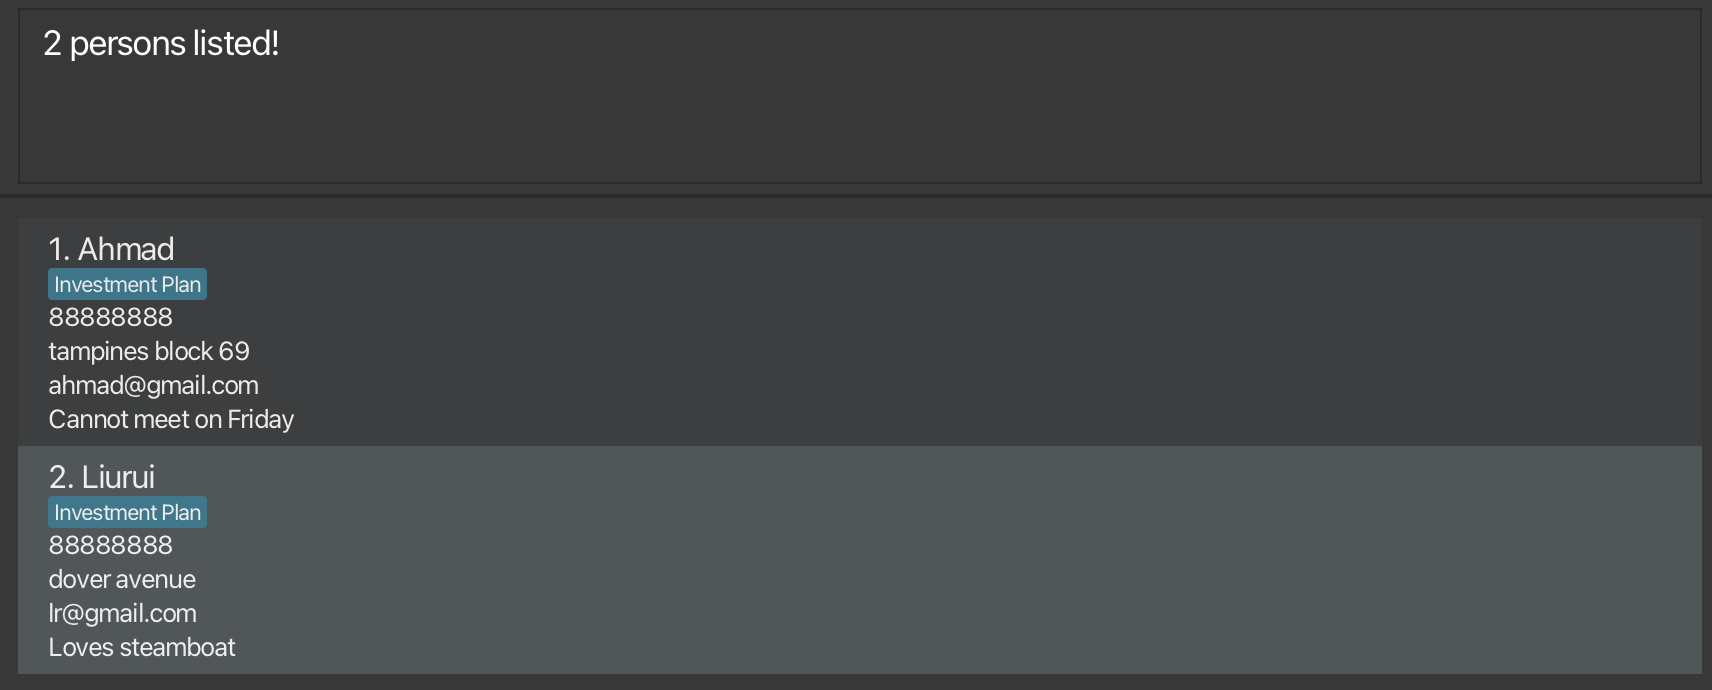 2 persons listed!
1. Ahmad
Investment Plan
88888888
tampines block 69
ahmad@gmail.com
Cannot meet on Friday
2. Liurui
Investment Plan
88888888
dover avenue
lr@gmail.com
Loves steamboat